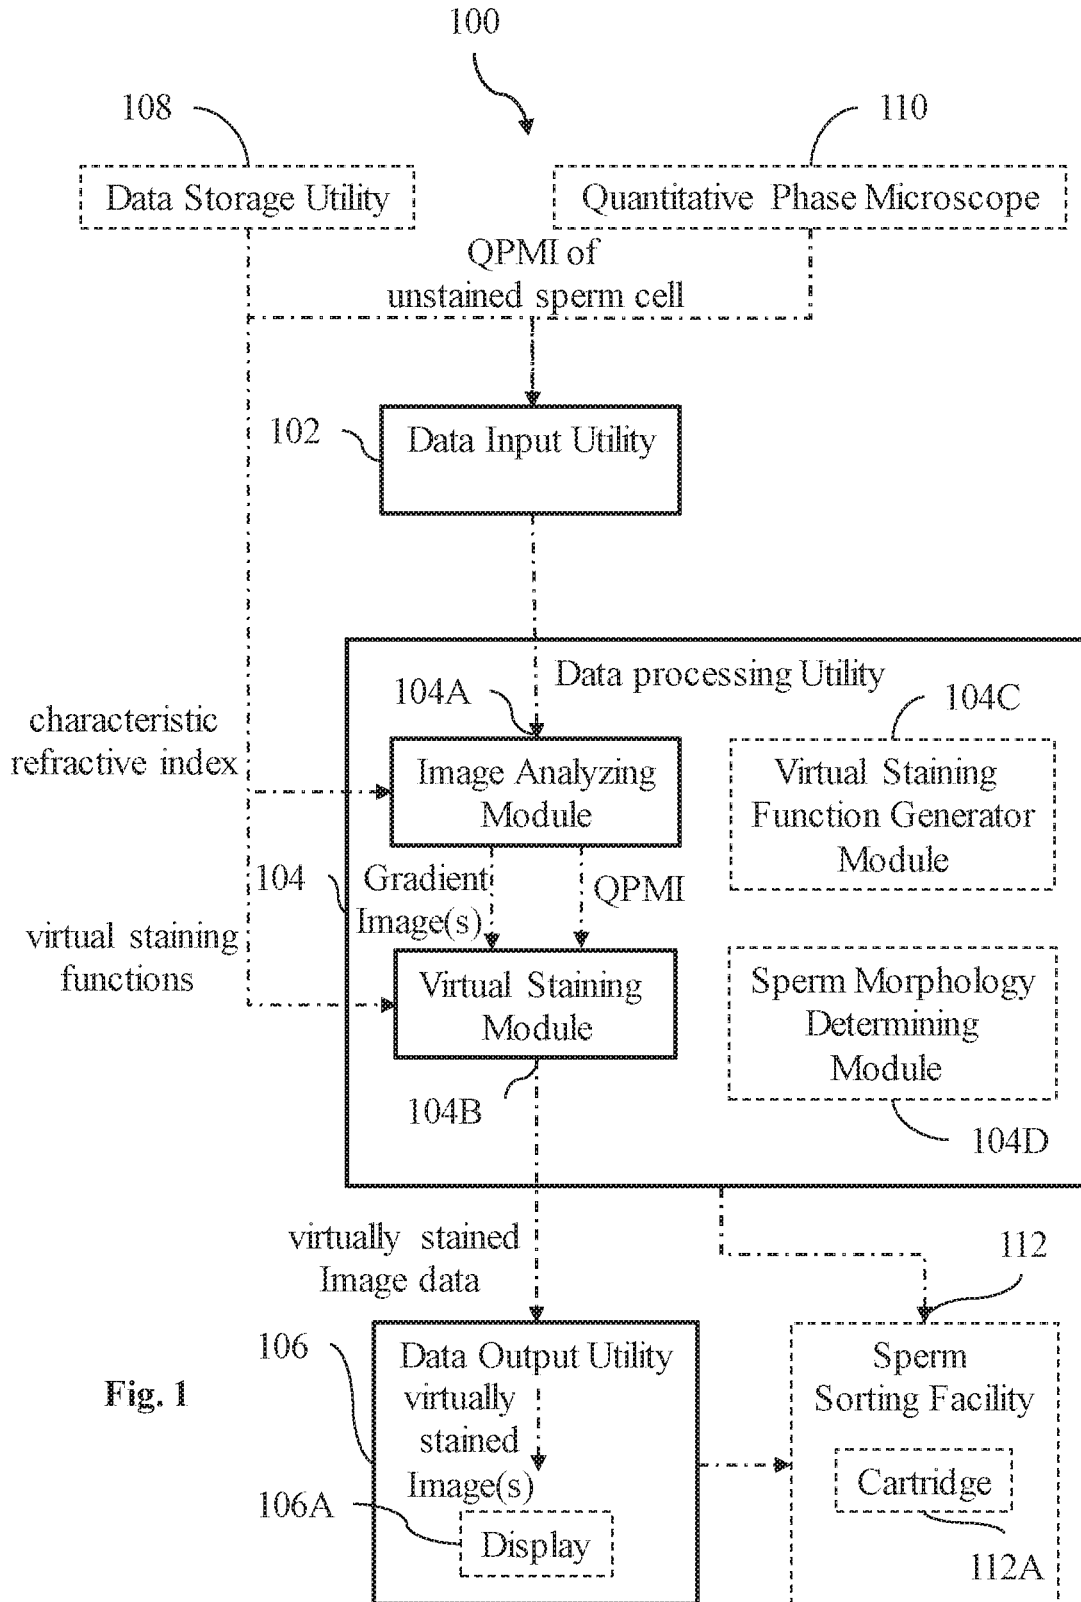 100
108
110
Data Storage Utility
Quantitative Phase Microscope
QPMI of
unstained sperm cell
102
Data Input Utility
Data processing Utility
104A
104C
characteristic
refractive index
Image Analyzing
Module
Virtual Staining
Function Generator
Module
104
Gradient
Image(s)
QPMI
virtual staining
functions
Virtual Staining
Module
Sperm Morphology
Determining
Module
104B
104D
virtually stained
Image data
112
106
Data Output Utility
virtually
stained
Image(s)
Sperm
Sorting Facility
Fig. 1
Cartridge
106A
Display
112A